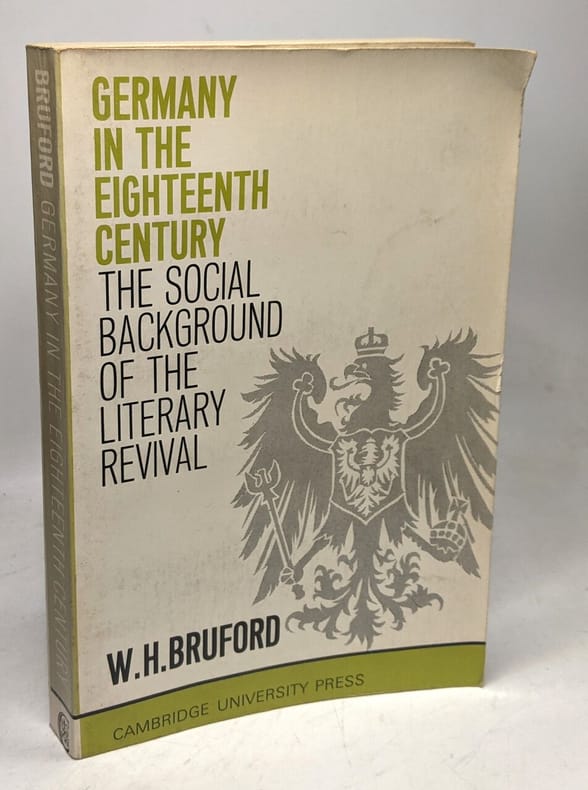 GERMANY
IN THE
EIGHTEENTH
CENTURY
THE SOCIAL
BACKGROUND
OF THE
LITERARY
REVIVAL
W.H.BRUFORD
CAMBRIDGE UNIVERSITY PRESS
BRUFORD GERMANY IN THE EIGHTEENTH CENTURY